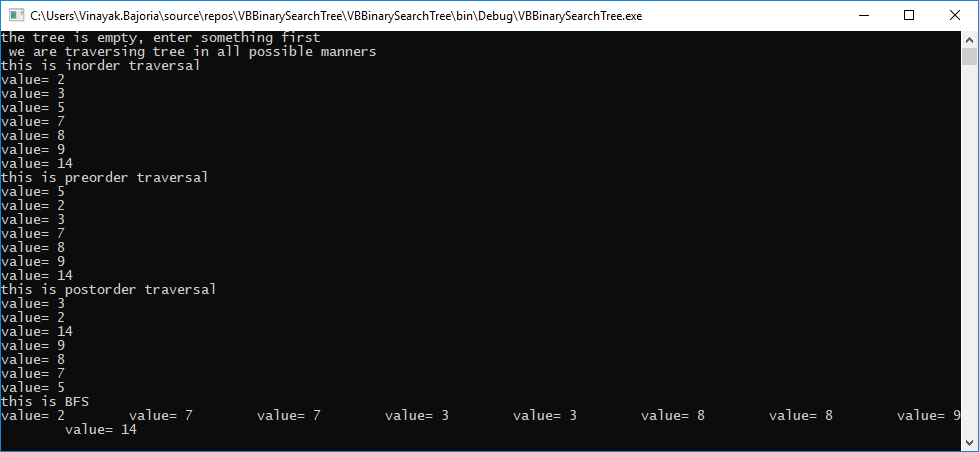 C:\Users\Vinayak.Bajoria\source\repos\VBBinarySearchTree\VBBinarySearchTree\bin\Debug\VBBinarySearchTree.exe
the tree is empty, enter something first
 we are traversing tree in all possible manners
this is inorder traversal
value= 2
value= 3
value= 5
value= 7
value= 8
value= 9
value= 14
this is preorder traversal
value= 5
value= 2
value= 3
value= 7
value= 8
value= 9
value= 14
this is postorder traversal
value= 3
value= 2
value= 14
value= 9
value= 8
value= 7
value= 5
this is BFS
value= 2        value= 7        value= 7        value= 3        value= 3        value= 8        value= 8        value= 9
        value= 14